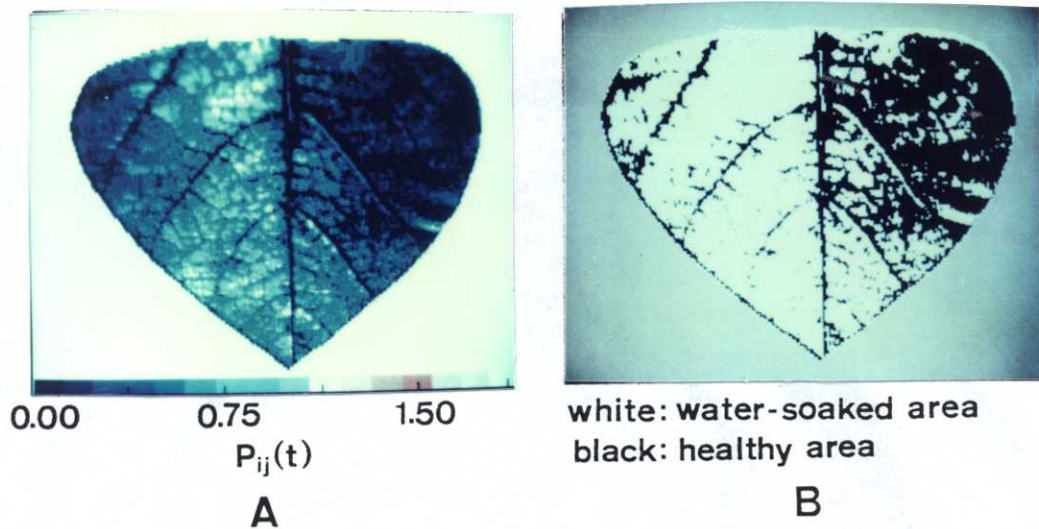 0.00 0.75 1.50
P_ij(t)
A
white: water-soaked area
black: healthy area
B